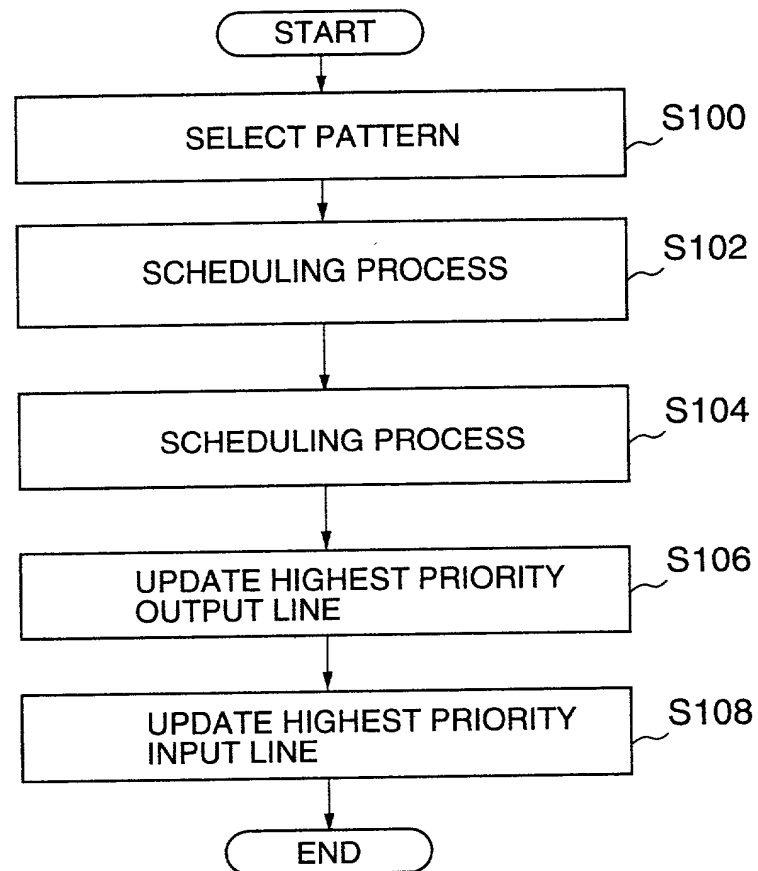 START
SELECT PATTERN
S100
SCHEDULING PROCESS
S102
SCHEDULING PROCESS
S104
UPDATE HIGHEST PRIORITY
OUTPUT LINE
S106
UPDATE HIGHEST PRIORITY
INPUT LINE
S108
END